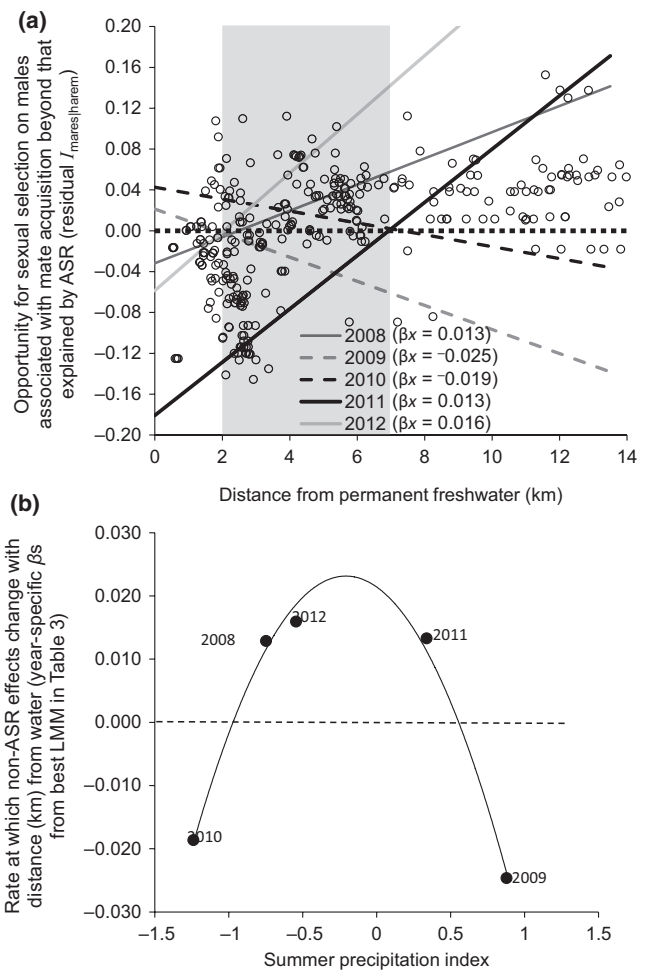 (a)
Opportunity for sexual selection on males
associated with mate acquisition beyond that
explained by ASR (residual Imares|harem)
0.20
0.16
0.12
0.08
0.04
0.00
−0.04
−0.08
−0.12
−0.16
−0.20
2008 (βx = 0.013)
2009 (βx = −0.025)
2010 (βx = −0.019)
2011 (βx = 0.013)
2012 (βx = 0.016)
0 2 4 6 8 10 12 14
Distance from permanent freshwater (km)
(b)
Rate at which non-ASR effects change with
distance (km) from water (year-specific βs
from best LMM in Table 3)
0.030
0.020
0.010
0.000
−0.010
−0.020
−0.030
2008
2012
2011
2010
2009
−1.5 −1 −0.5 0 0.5 1 1.5
Summer precipitation index